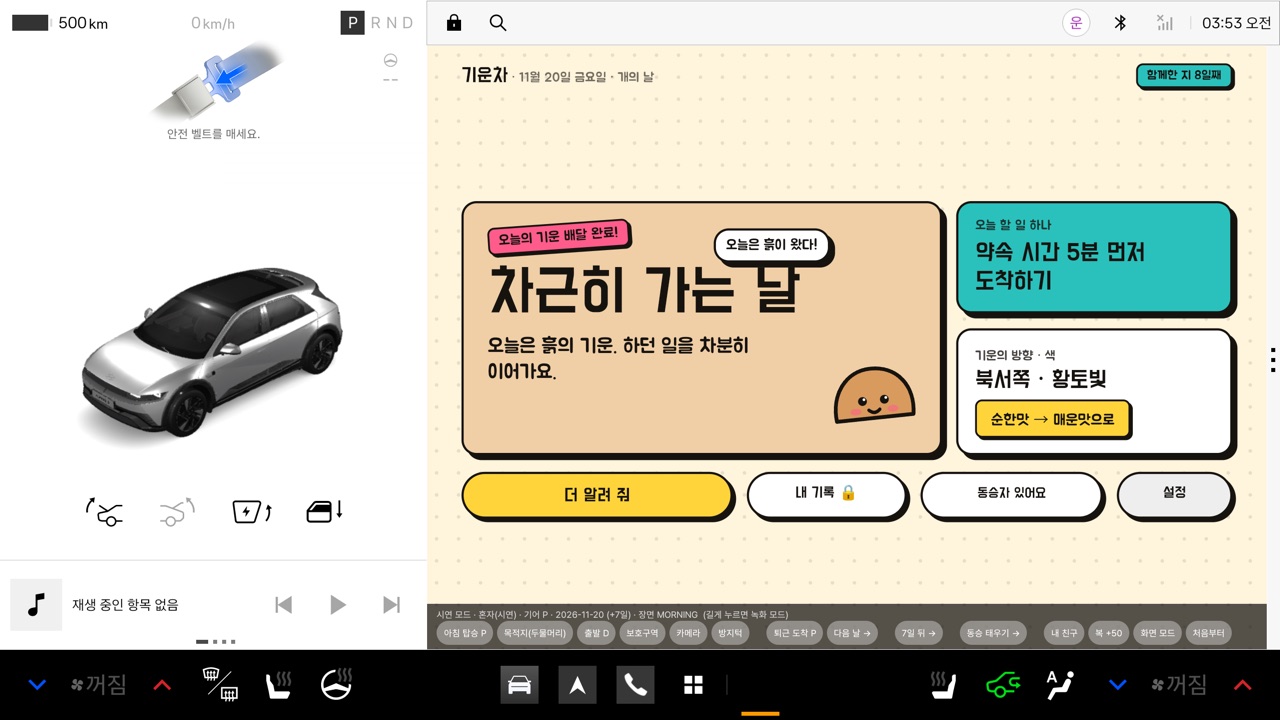 500km
0km/h
P R N D
안전 벨트를 매세요.
재생 중인 항목 없음
운
03:53 오전
기운차 · 11월 20일 금요일 · 개의 날
함께한 지 8일째
오늘의 기운 배달 완료!
오늘은 흙이 왔다!
차근히 가는 날
오늘은 흙의 기운. 하던 일을 차분히
이어가요.
오늘 할 일 하나
약속 시간 5분 먼저
도착하기
기운의 방향 · 색
북서쪽 · 황토빛
순한맛 → 매운맛으로
더 알려 줘
내 기록 🔒
동승자 있어요
설정
시연 모드 · 혼자(시연) · 기어 P · 2026-11-20 (+7일) · 장면 MORNING (길게 누르면 녹화 모드)
아침 탑승 P
목적지(두물머리)
출발 D
보호구역
카메라
방지턱
퇴근 도착 P
다음 날 →
7일 뒤 →
동승 태우기 →
내 친구
복 +50
화면 모드
처음부터
꺼짐
A
꺼짐